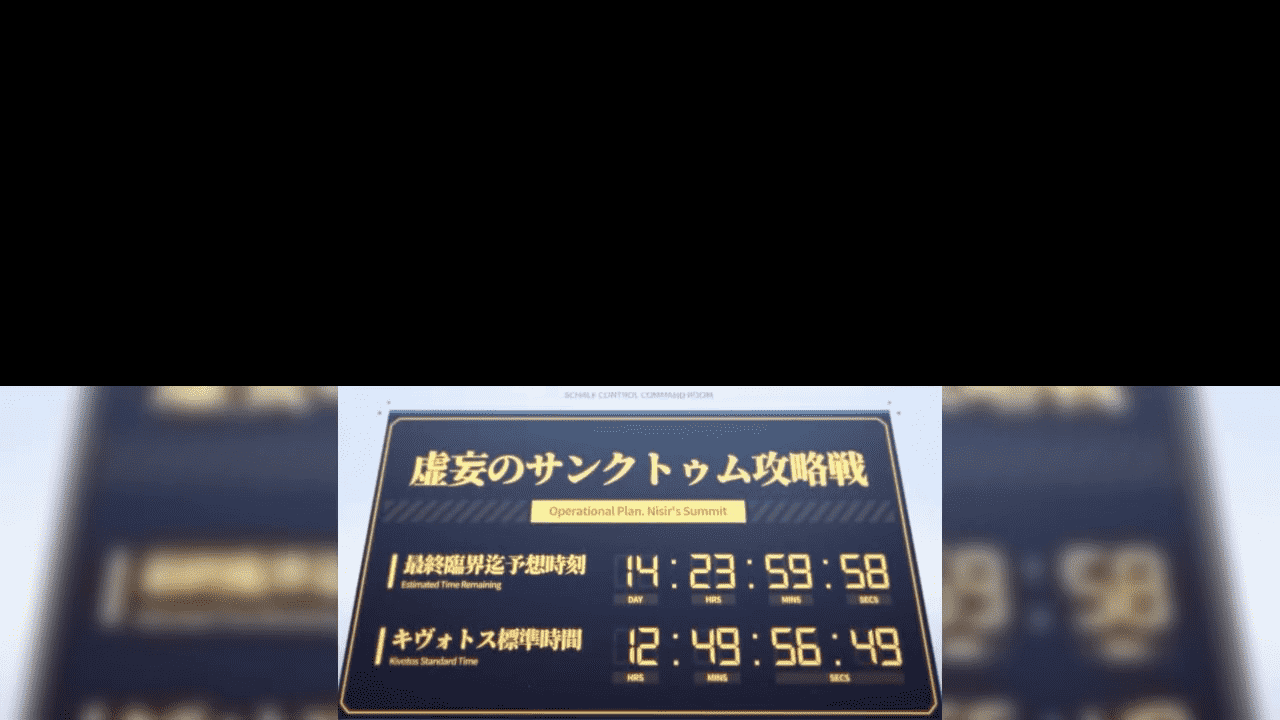 SCHALE CONTROL COMMAND ROOM
虚妄のサンクトゥム攻略戦
Operational Plan. Nisir's Summit
最終臨界迄予想時刻
Estimated Time Remaining
14 : 23 : 59 : 58
DAY HRS MINS SECS
キヴォトス標準時間
Kivotos Standard Time
12 : 49 : 56 : 49
HRS MINS SECS